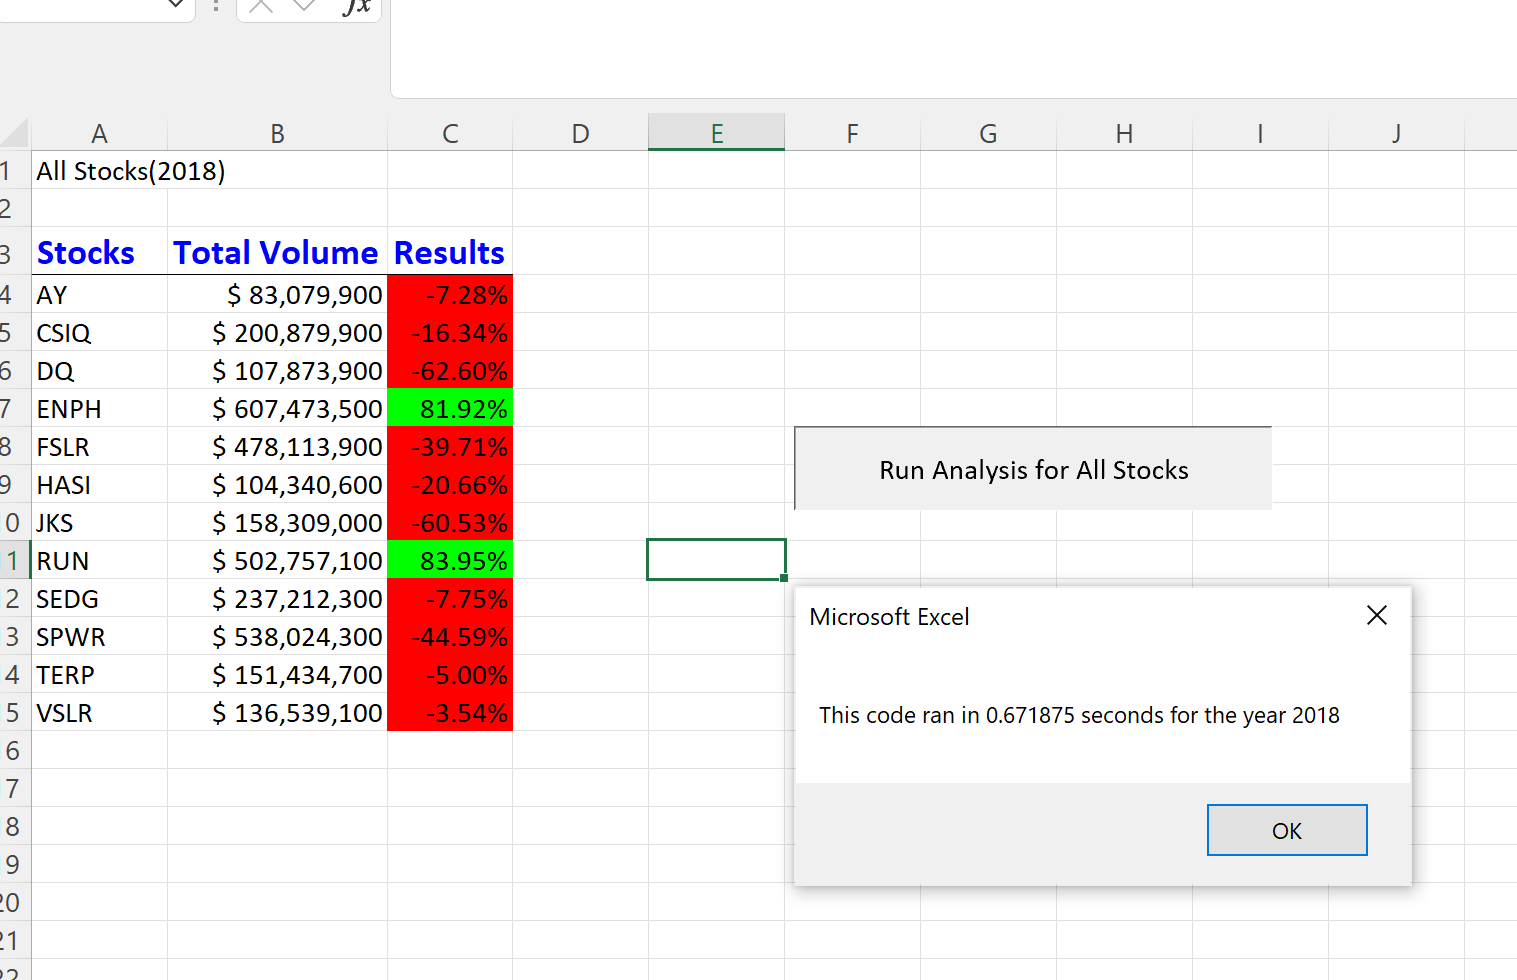 fx
A B C D E F G H I J
1 All Stocks(2018)
2
3 Stocks Total Volume Results
4 AY $ 83,079,900 -7.28%
5 CSIQ $ 200,879,900 -16.34%
6 DQ $ 107,873,900 -62.60%
7 ENPH $ 607,473,500 81.92%
8 FSLR $ 478,113,900 -39.71%
9 HASI $ 104,340,600 -20.66%
0 JKS $ 158,309,000 -60.53%
1 RUN $ 502,757,100 83.95%
2 SEDG $ 237,212,300 -7.75%
3 SPWR $ 538,024,300 -44.59%
4 TERP $ 151,434,700 -5.00%
5 VSLR $ 136,539,100 -3.54%
6
7
8
9
20
21
22
Run Analysis for All Stocks
Microsoft Excel
This code ran in 0.671875 seconds for the year 2018
OK